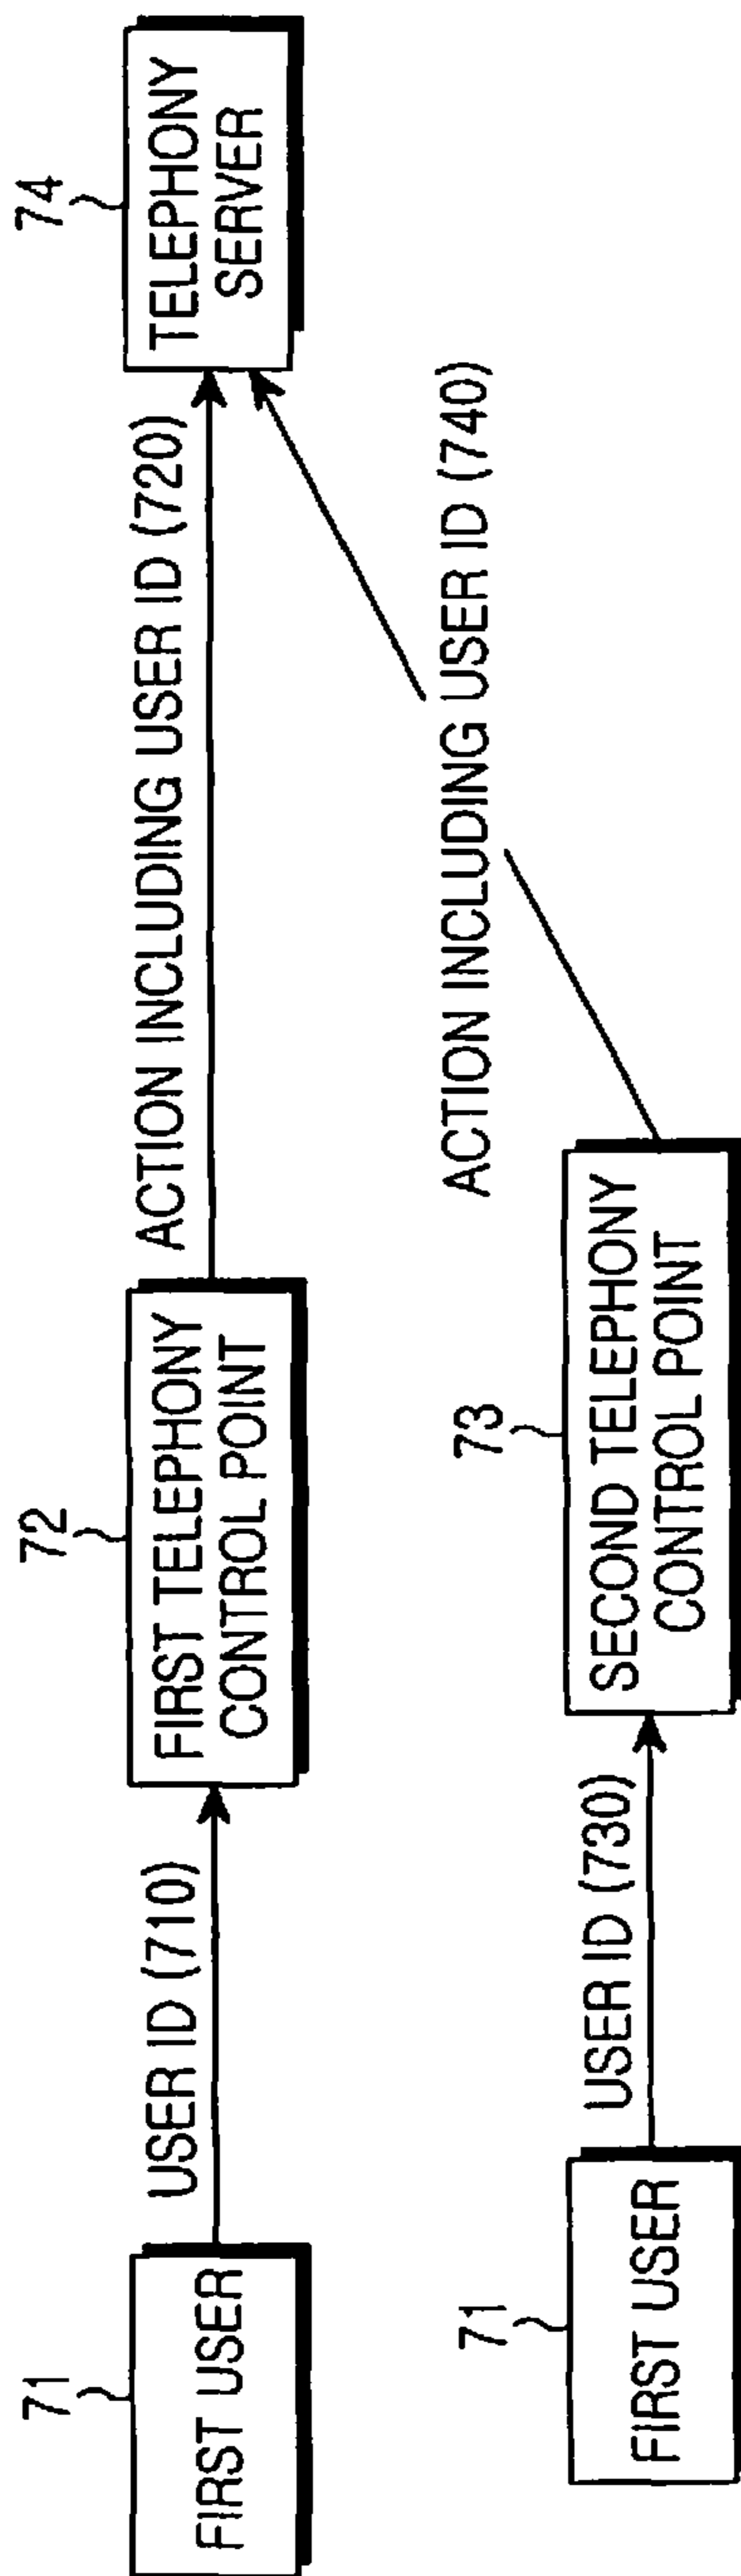 71
FIRST USER
USER ID (710)
72
FIRST TELEPHONY
CONTROL POINT
ACTION INCLUDING USER ID (720)
74
TELEPHONY
SERVER
71
FIRST USER
USER ID (730)
73
SECOND TELEPHONY
CONTROL POINT
ACTION INCLUDING USER ID (740)